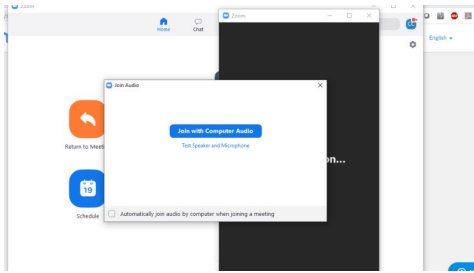 Zoom
Zoom
Home
Chat
English
Join Audio
Join with Computer Audio
Test Speaker and Microphone
Return to Meeti
on...
19
Schedule
Automatically join audio by computer when joining a meeting